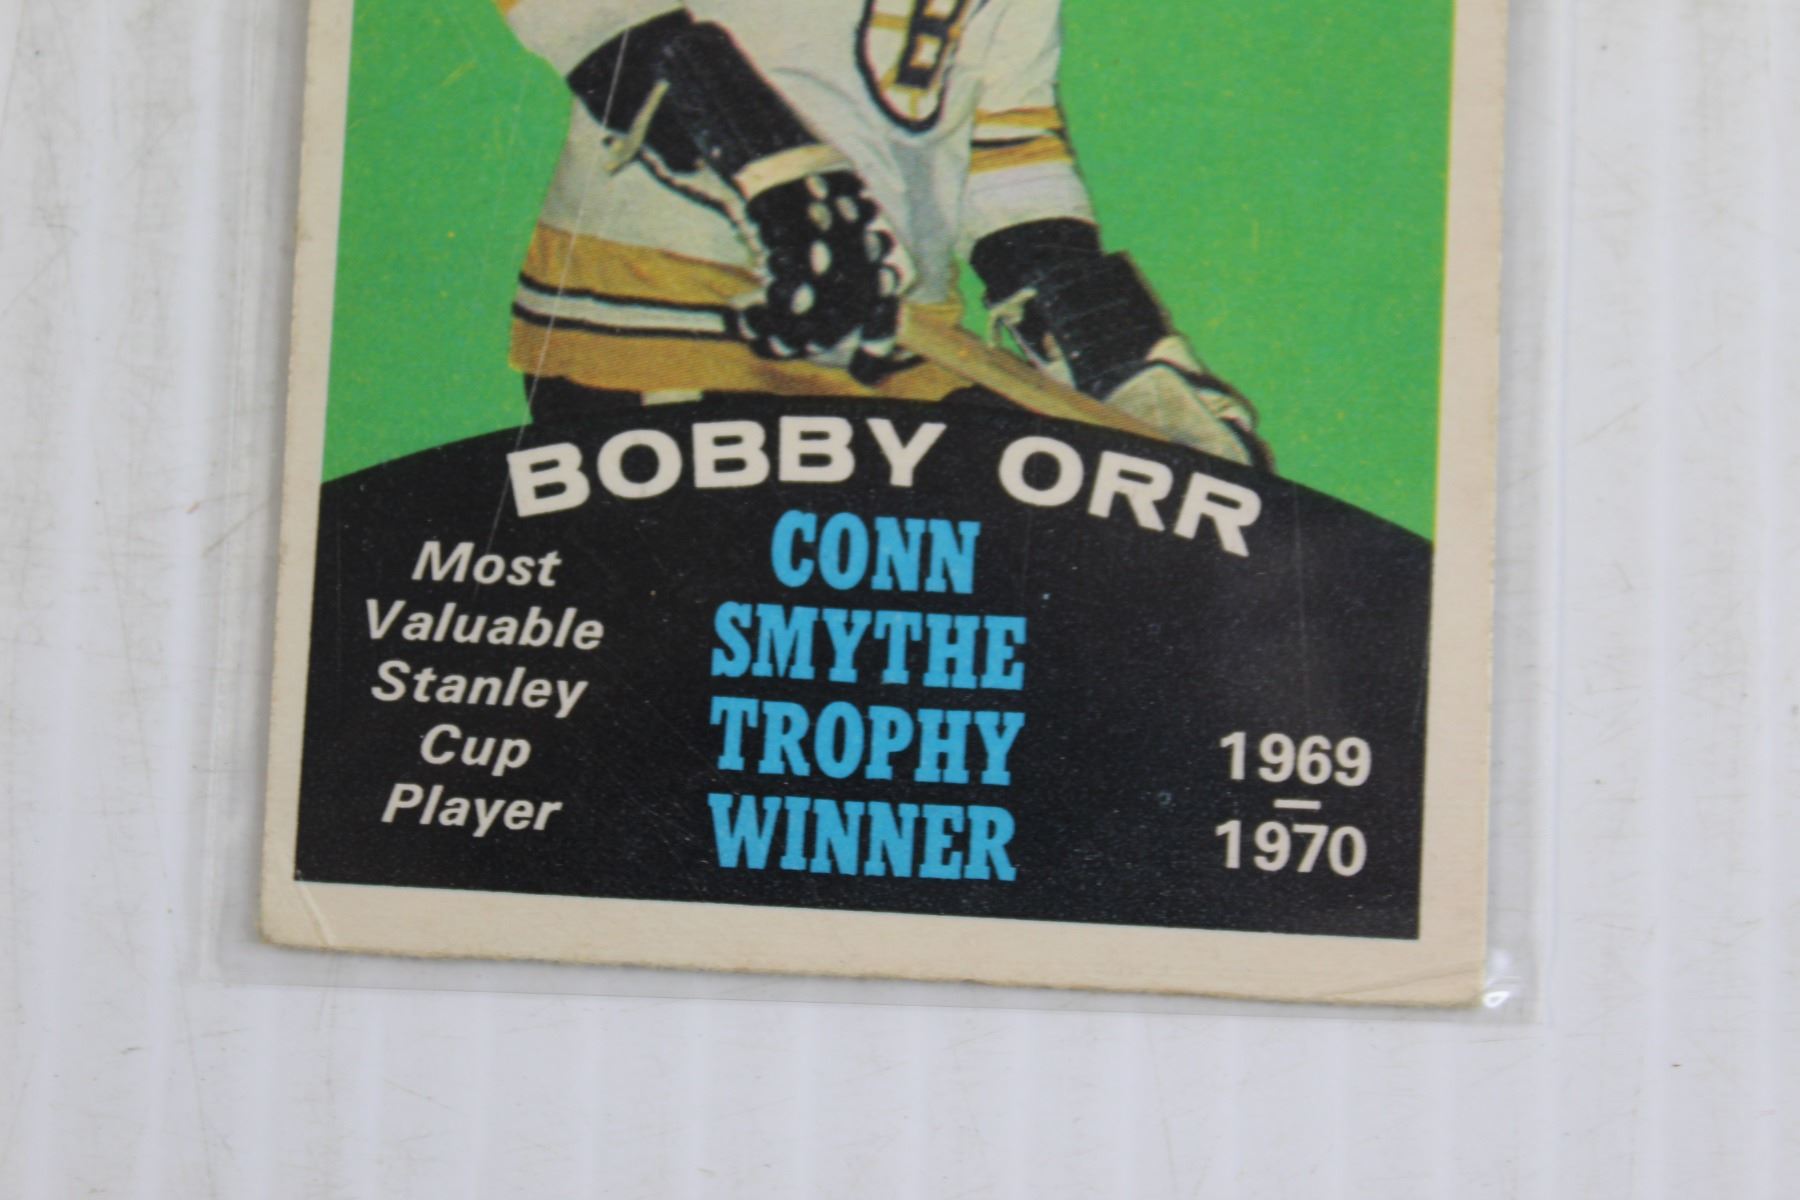 B
BOBBY ORR
Most
Valuable
Stanley
Cup
Player
CONN
SMYTHE
TROPHY
WINNER
1969
—
1970